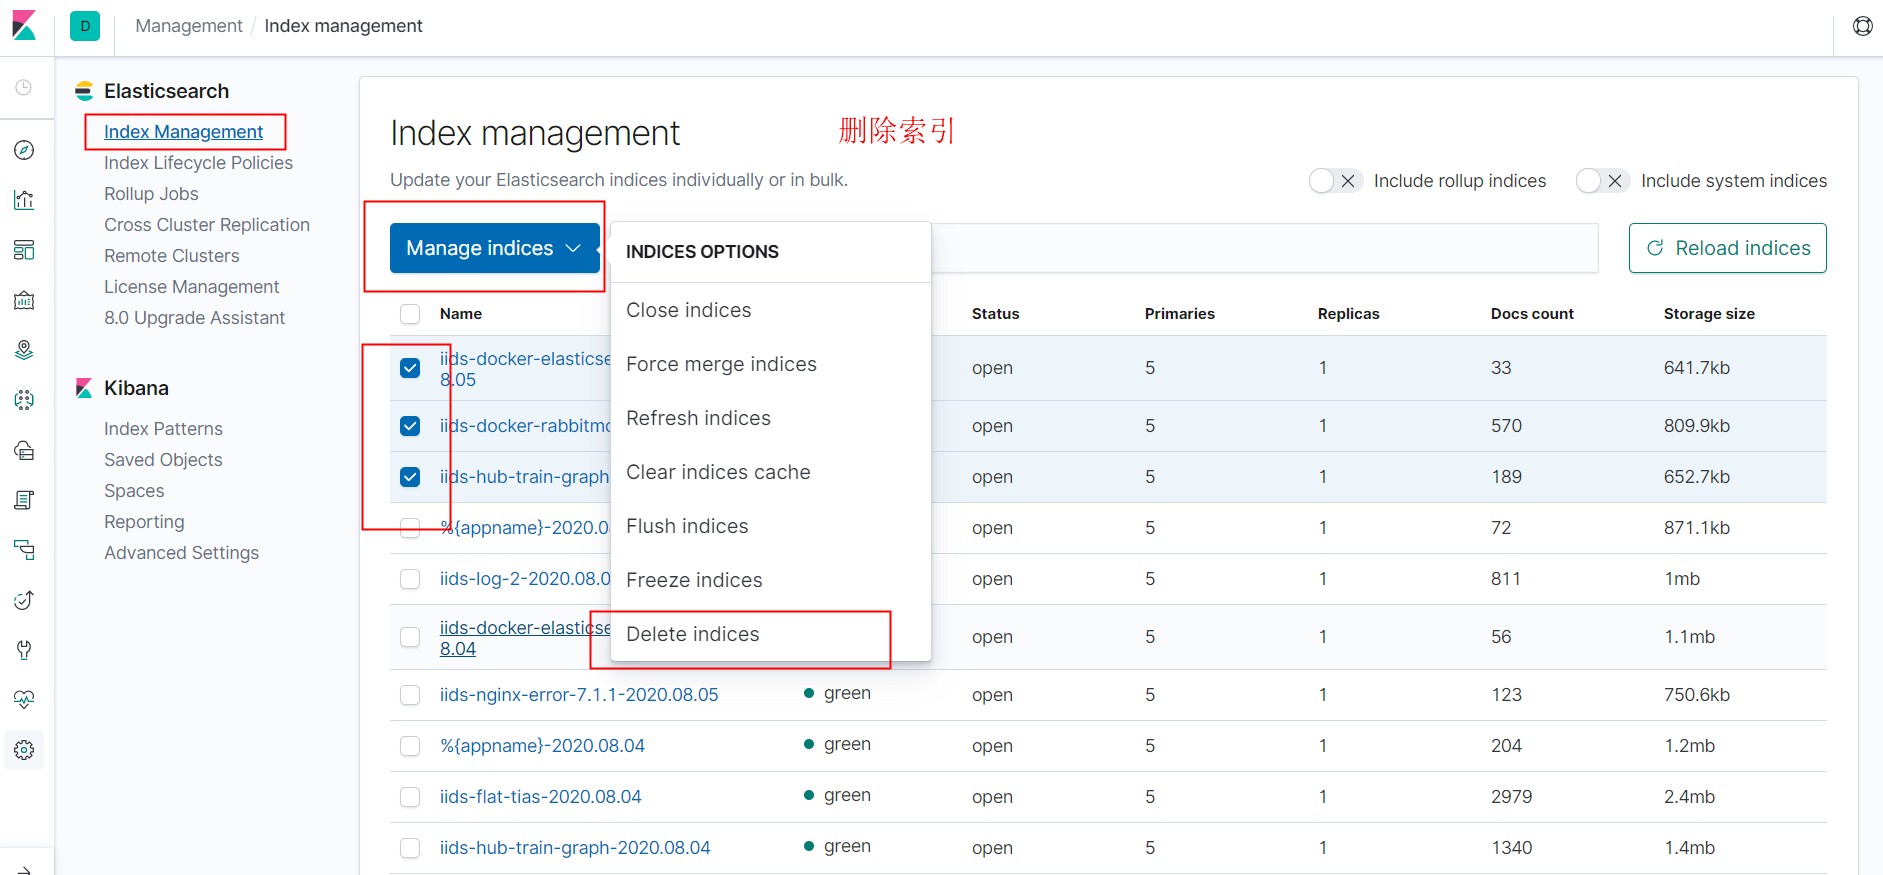 D Management / Index management
Elasticsearch
Index Management
Index Lifecycle Policies
Rollup Jobs
Cross Cluster Replication
Remote Clusters
License Management
8.0 Upgrade Assistant
Kibana
Index Patterns
Saved Objects
Spaces
Reporting
Advanced Settings
Index management
删除索引
Update your Elasticsearch indices individually or in bulk.
Include rollup indices
Include system indices
Manage indices
Reload indices
INDICES OPTIONS
Close indices
Force merge indices
Refresh indices
Clear indices cache
Flush indices
Freeze indices
Delete indices
Name Status Primaries Replicas Docs count Storage size
iids-docker-elasticse open 5 1 33 641.7kb
8.05
iids-docker-rabbitm open 5 1 570 809.9kb
iids-hub-train-graph open 5 1 189 652.7kb
%{appname}-2020.0 open 5 1 72 871.1kb
iids-log-2-2020.08.0 open 5 1 811 1mb
iids-docker-elasticse open 5 1 56 1.1mb
8.04
iids-nginx-error-7.1.1-2020.08.05 green open 5 1 123 750.6kb
%{appname}-2020.08.04 green open 5 1 204 1.2mb
iids-flat-tias-2020.08.04 green open 5 1 2979 2.4mb
iids-hub-train-graph-2020.08.04 green open 5 1 1340 1.4mb